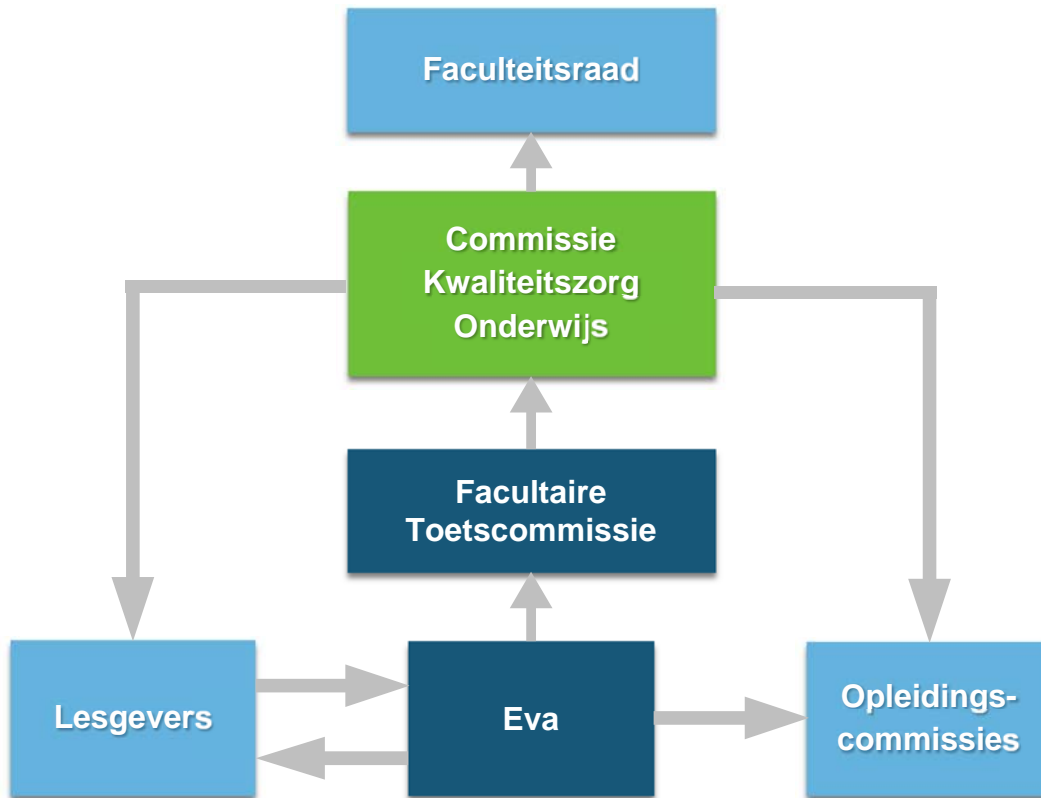 Faculteitsraad
Commissie
Kwaliteitszorg
Onderwijs
Facultaire
Toetscommissie
Lesgevers
Eva
Opleidings-
commissies